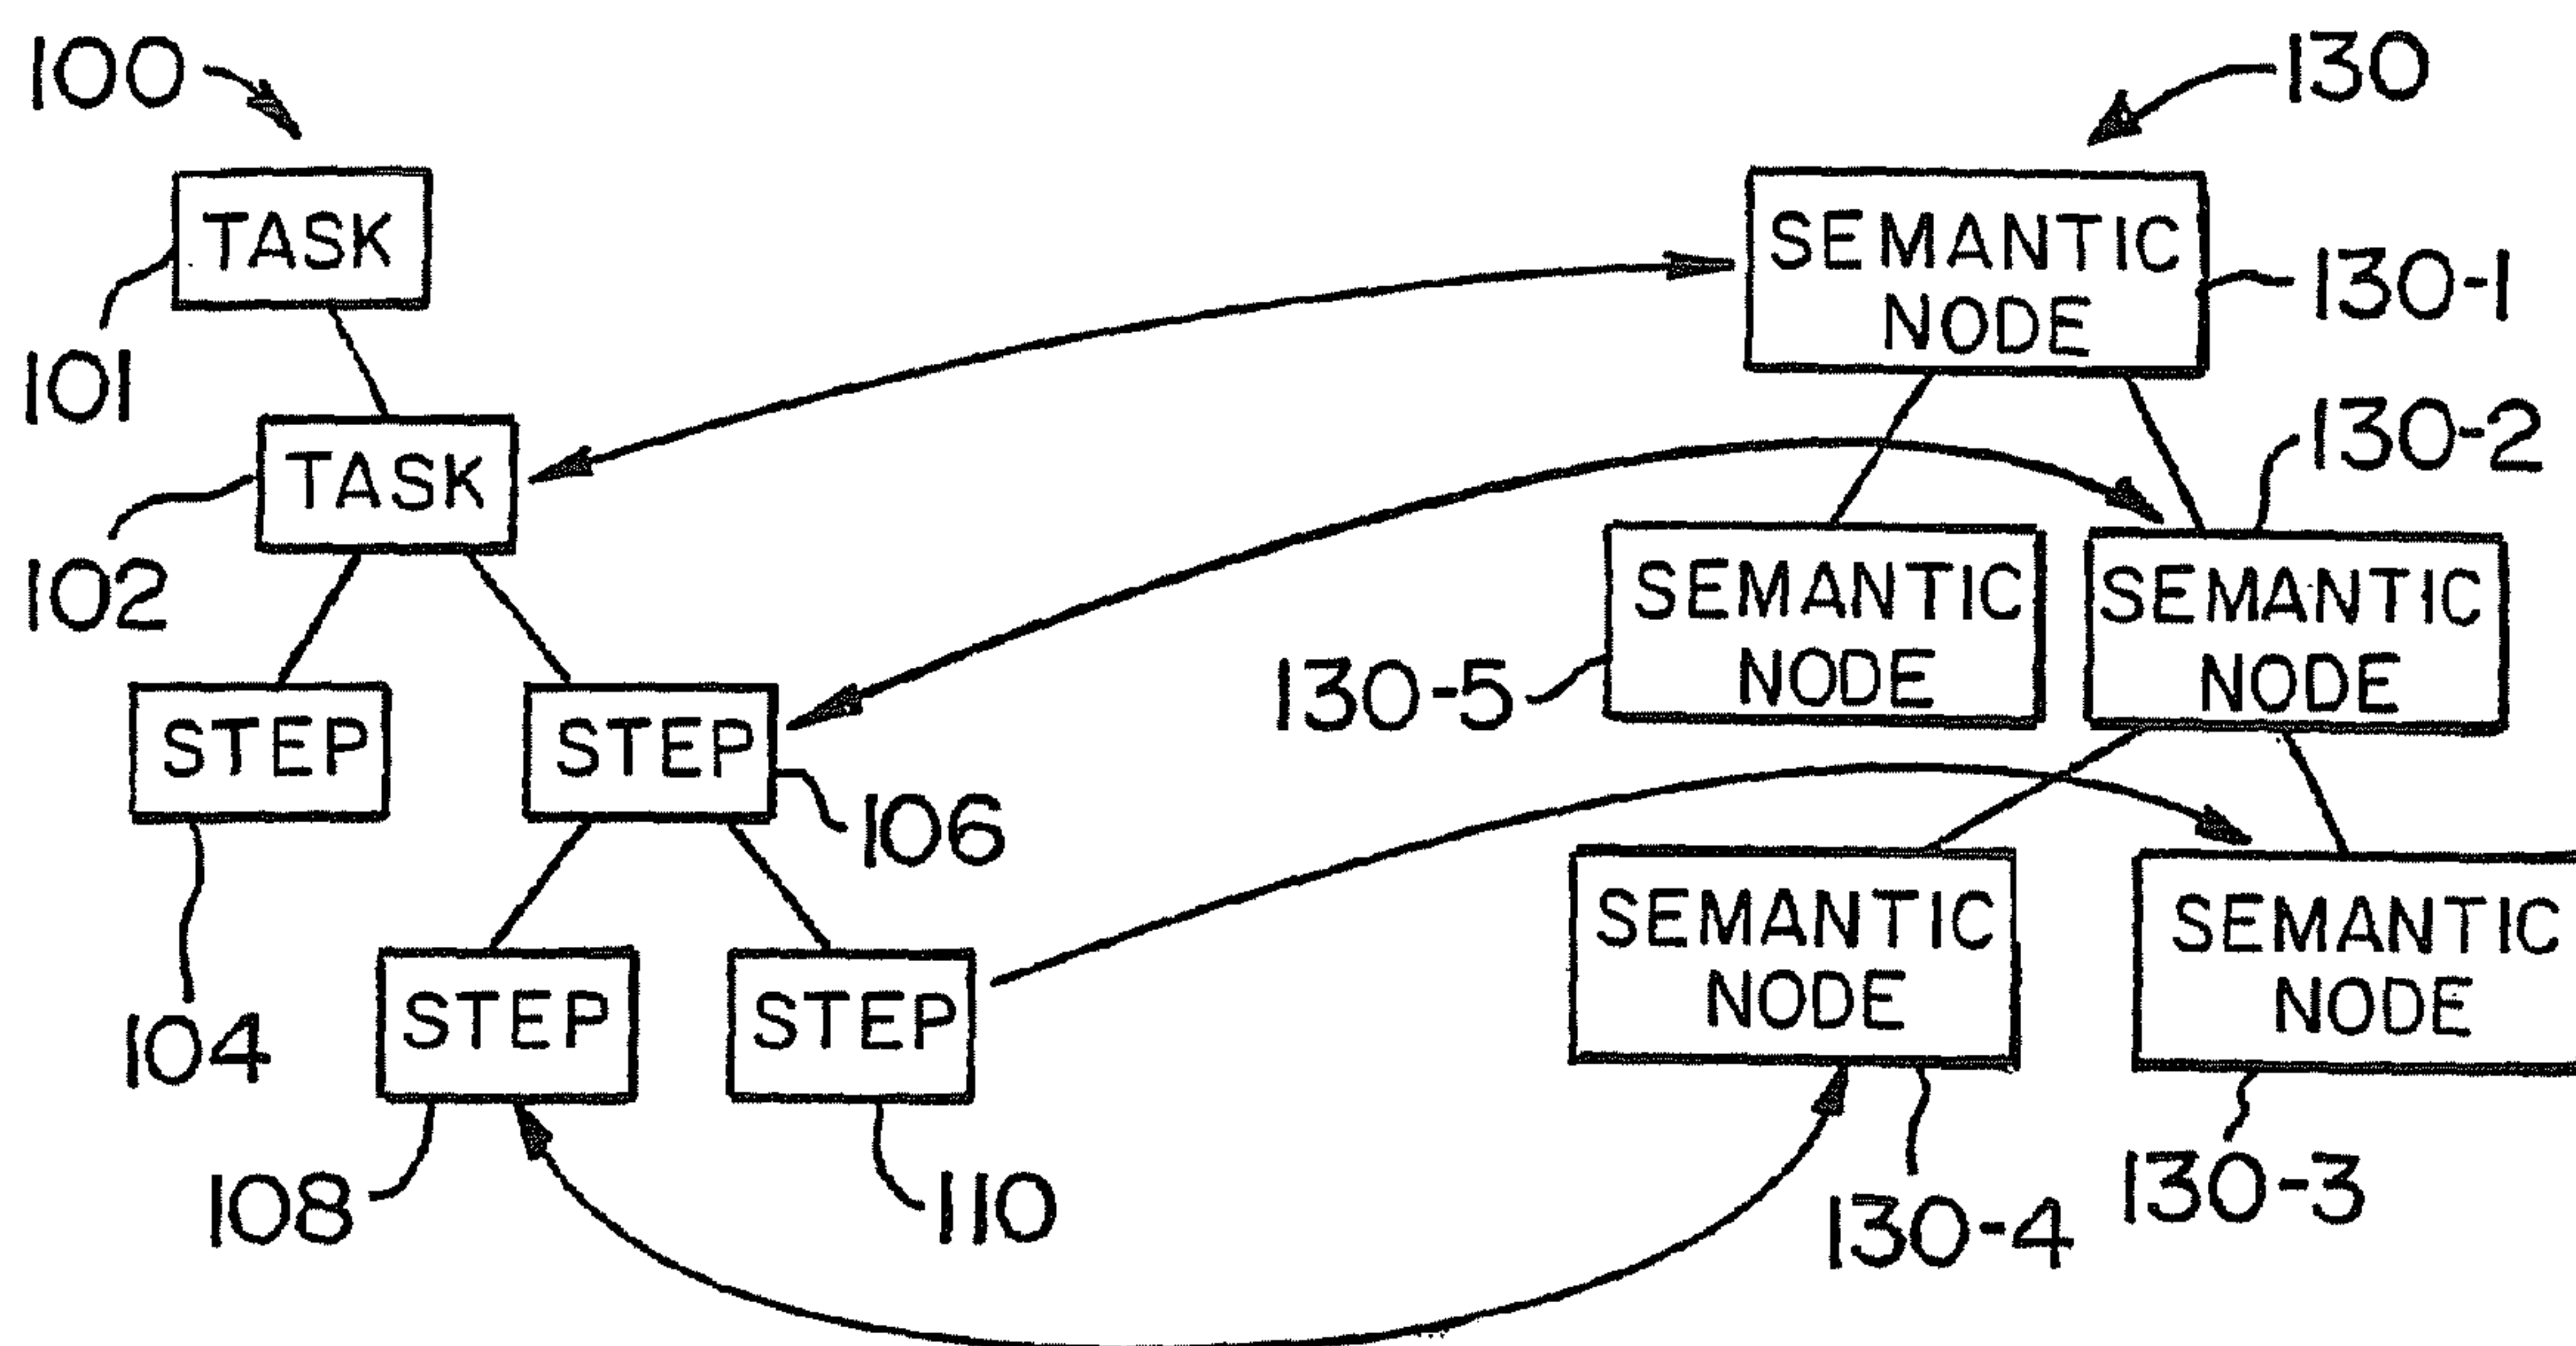 100
130
TASK
SEMANTIC
NODE
130-1
101
TASK
130-2
102
SEMANTIC
NODE
SEMANTIC
NODE
130-5
STEP
STEP
106
SEMANTIC
NODE
SEMANTIC
NODE
STEP
STEP
104
108
110
130-4
130-3